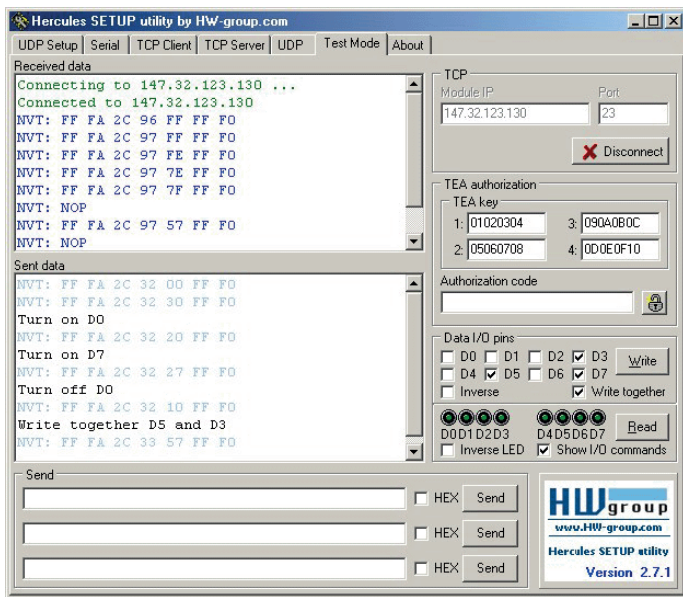 Hercules SETUP utility by HW-group.com
UDP Setup Serial TCP Client TCP Server UDP Test Mode About
Received data
Connecting to 147.32.123.130 ...
Connected to 147.32.123.130
NVT: FF FA 2C 96 FF FF F0
NVT: FF FA 2C 97 FF FF F0
NVT: FF FA 2C 97 FE FF F0
NVT: FF FA 2C 97 7E FF F0
NVT: FF FA 2C 97 7F FF F0
NVT: NOP
NVT: FF FA 2C 97 57 FF F0
NVT: NOP
Sent data
NVT: FF FA 2C 32 00 FF F0
NVT: FF FA 2C 32 30 FF F0
Turn on D0
NVT: FF FA 2C 32 20 FF F0
Turn on D7
NVT: FF FA 2C 32 27 FF F0
Turn off D0
NVT: FF FA 2C 32 10 FF F0
Write together D5 and D3
NVT: FF FA 2C 33 57 FF F0
TCP
Module IP Port
147.32.123.130 23
Disconnect
TEA authorization
TEA key
1: 01020304 3: 090A0B0C
2: 05060708 4: 0D0E0F10
Authorization code
Data I/O pins
D0 D1 D2 D3 Write
D4 D5 D6 D7
Inverse Write together
D0D1D2D3 D4D5D6D7 Read
Inverse LED Show I/O commands
Send
HEX Send
HEX Send
HEX Send
HW group
www.HW-group.com
Hercules SETUP utility
Version 2.7.1